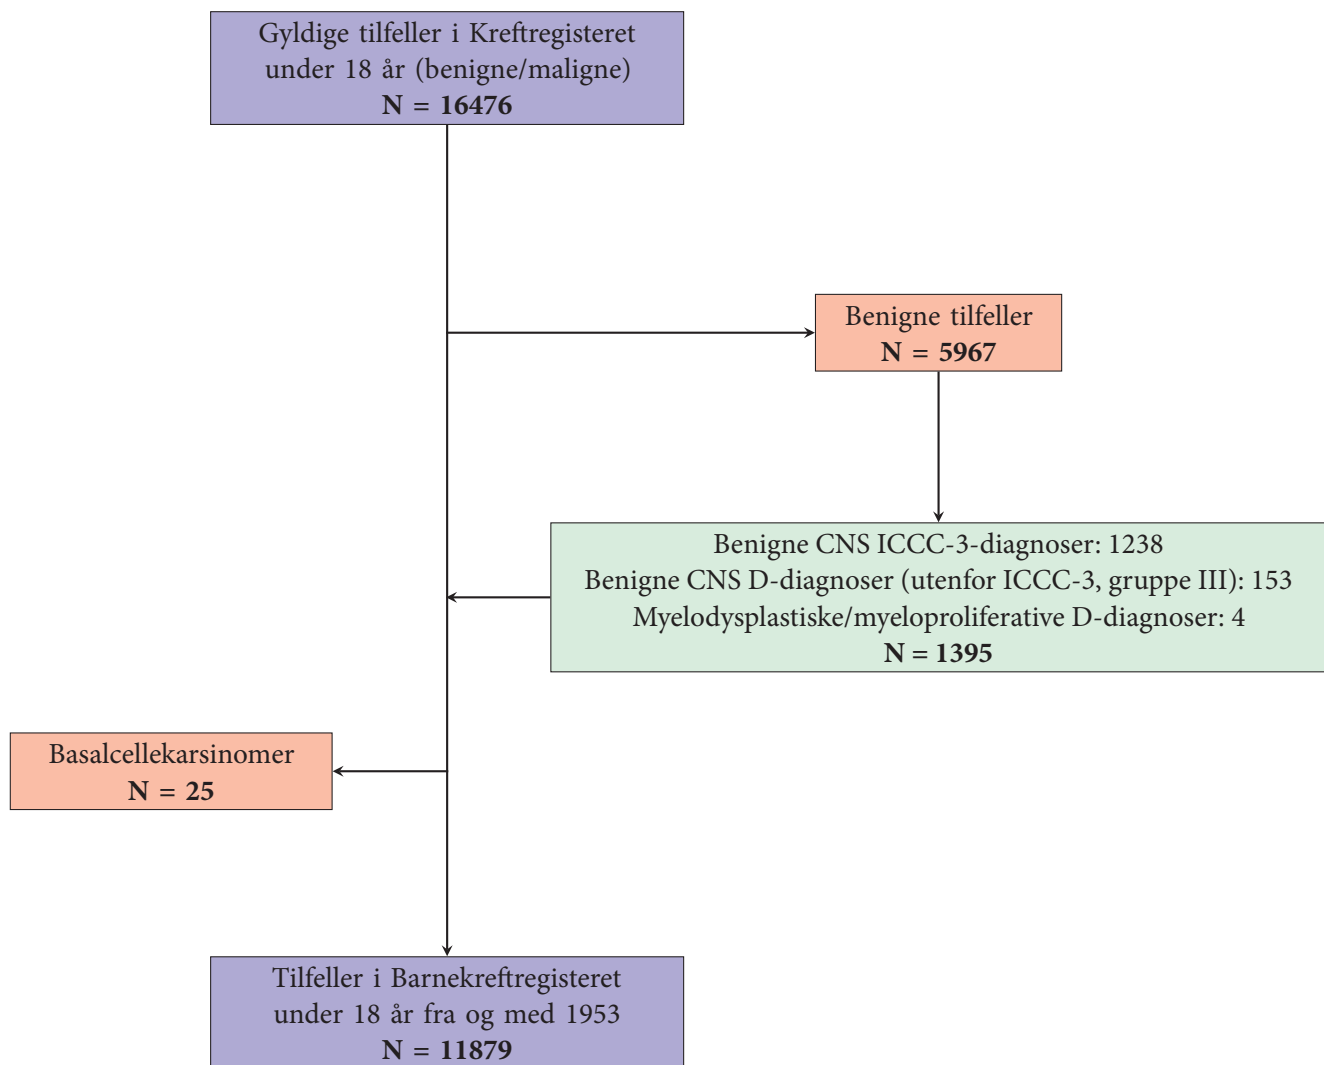 Gyldige tilfeller i Kreftregisteret
under 18 år (benigne/maligne)
N = 16476
Benigne tilfeller
N = 5967
Benigne CNS ICCC-3-diagnoser: 1238
Benigne CNS D-diagnoser (utenfor ICCC-3, gruppe III): 153
Myelodysplastiske/myeloproliferative D-diagnoser: 4
N = 1395
Basalcellekarsinomer
N = 25
Tilfeller i Barnekreftregisteret
under 18 år fra og med 1953
N = 11879